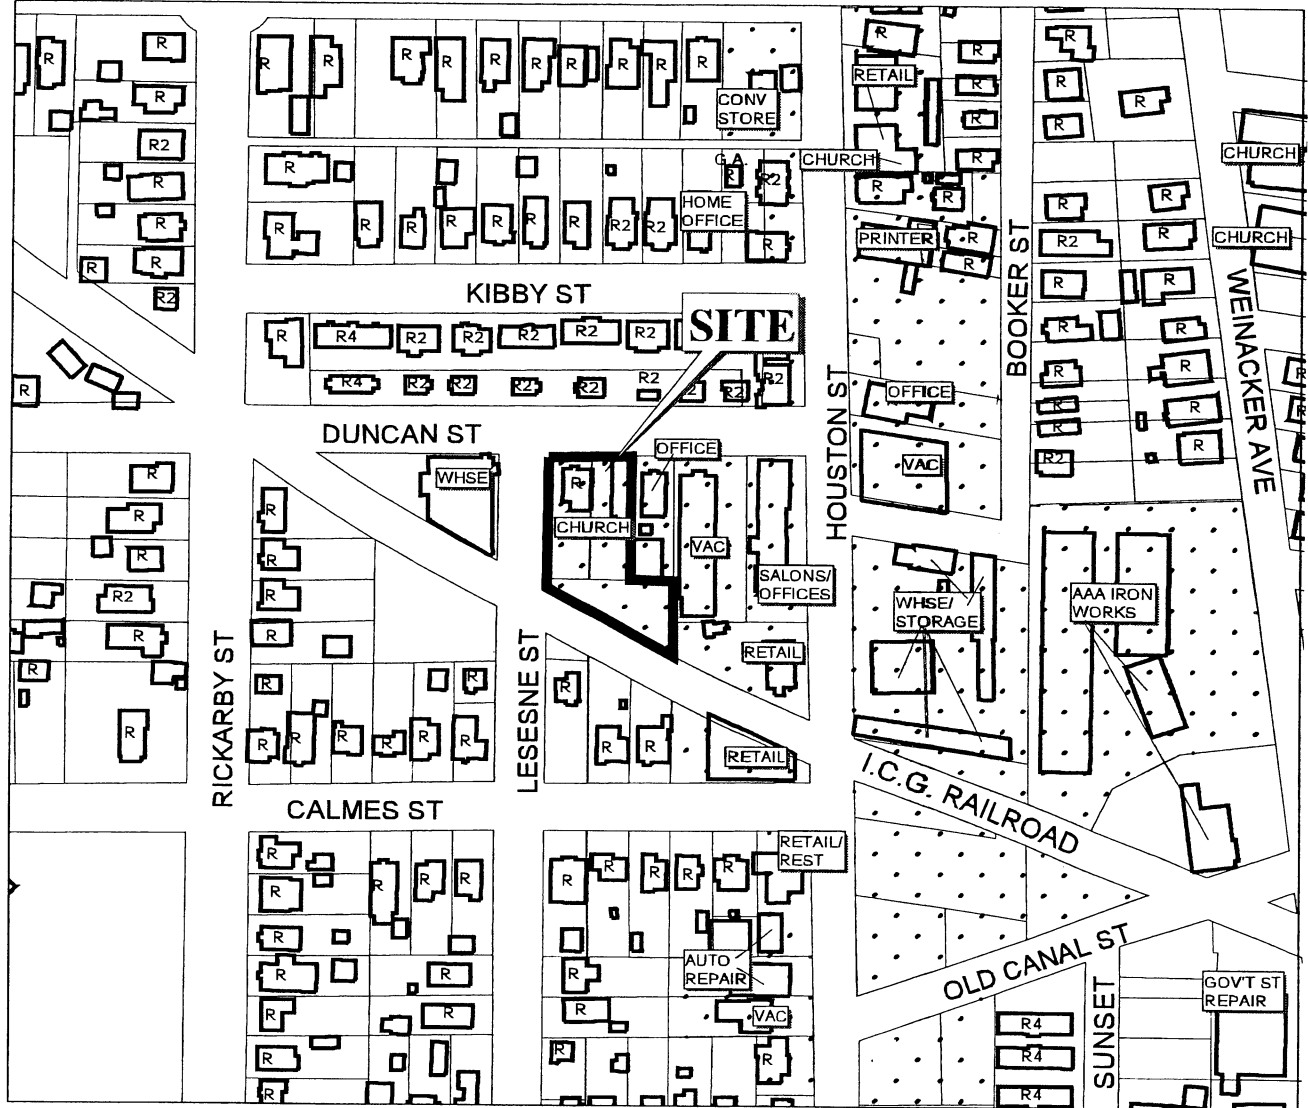 R R R R R R R R R R R R R R R R
CONV
STORE
RETAIL
R R R R
R2 R R R
CHURCH
CHURCH
G.A.
R R R2 R R
R R R
HOME
OFFICE
R R R R R R R R2 R2 R
R R R2 R
PRINTER
R R
CHURCH
R R R R
R2
KIBBY ST
SITE
BOOKER ST
WEINACKER AVE
R R4 R2 R2 R2 R2 R2
R R
R4 R2 R2 R2 R2 R2 R2 R2 R2
OFFICE
R R R
R R
R R R
DUNCAN ST
HOUSTON ST
OFFICE
WHSE
VAC
R2 R
R R
CHURCH
R R
VAC
SALONS/
OFFICES
R R
R2 R
WHSE/
STORAGE
AAA IRON
WORKS
R R
RICKARBY ST
LESESNE ST
RETAIL
R R R R
R R R R R R R R R
RETAIL
I.C.G. RAILROAD
CALMES ST
RETAIL/
REST
R R R R R R R
R R R R
R
AUTO
REPAIR
OLD CANAL ST
R R R
GOV'T ST
REPAIR
R R R
VAC
SUNSET
R4
R R R
R4
R
R4